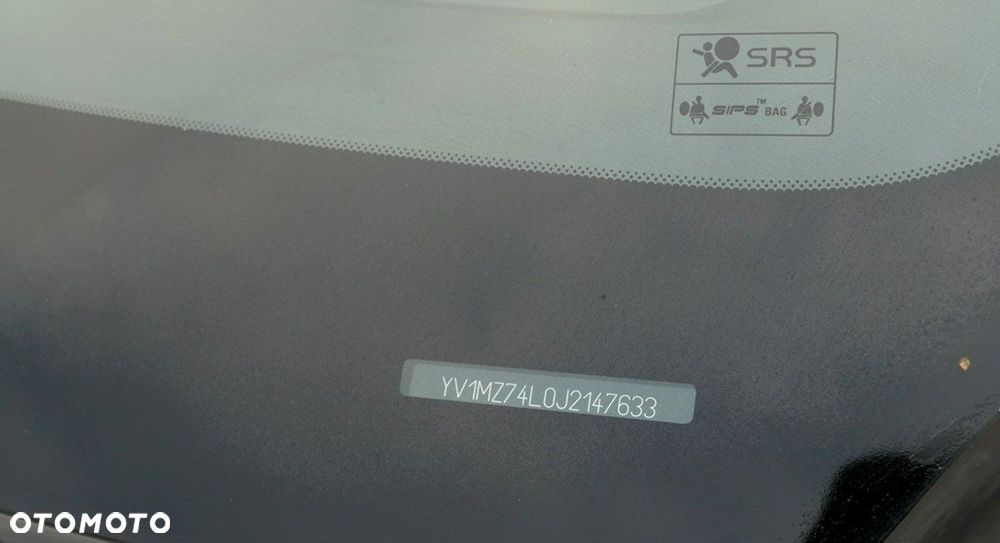 SRS
SIPS™ BAG
YV1MZ74L0J2147633
OTOMOTO